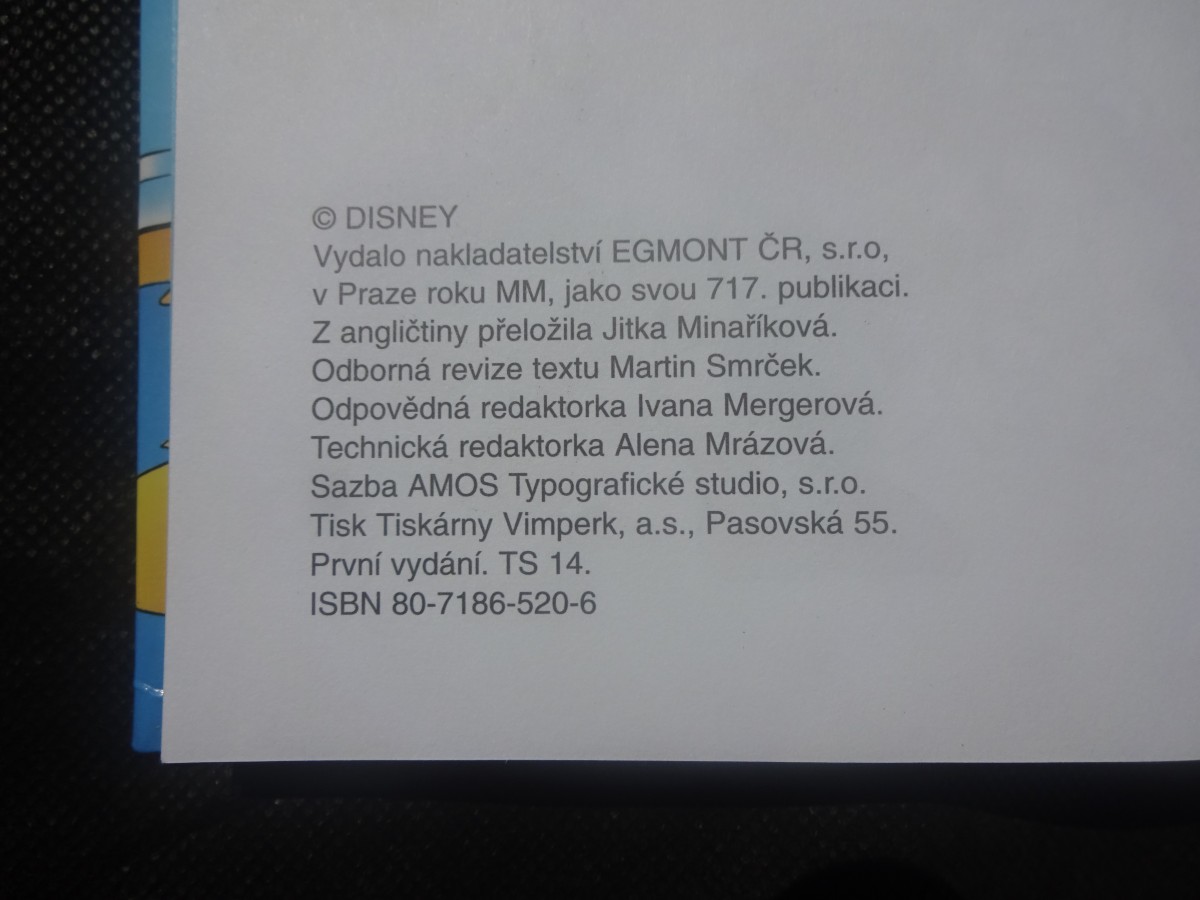 © DISNEY
Vydalo nakladatelství EGMONT ČR, s.r.o,
v Praze roku MM, jako svou 717. publikaci.
Z angličtiny přeložila Jitka Minaříková.
Odborná revize textu Martin Smrček.
Odpovědná redaktorka Ivana Mergerová.
Technická redaktorka Alena Mrázová.
Sazba AMOS Typografické studio, s.r.o.
Tisk Tiskárny Vimperk, a.s., Pasovská 55.
První vydání. TS 14.
ISBN 80-7186-520-6